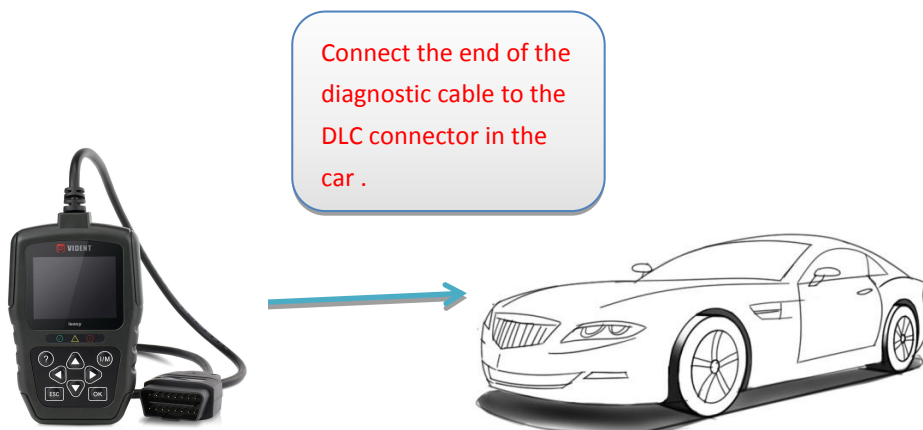 Connect the end of the
diagnostic cable to the
DLC connector in the
car .
VIDENT
?
I/M
ESC
OK